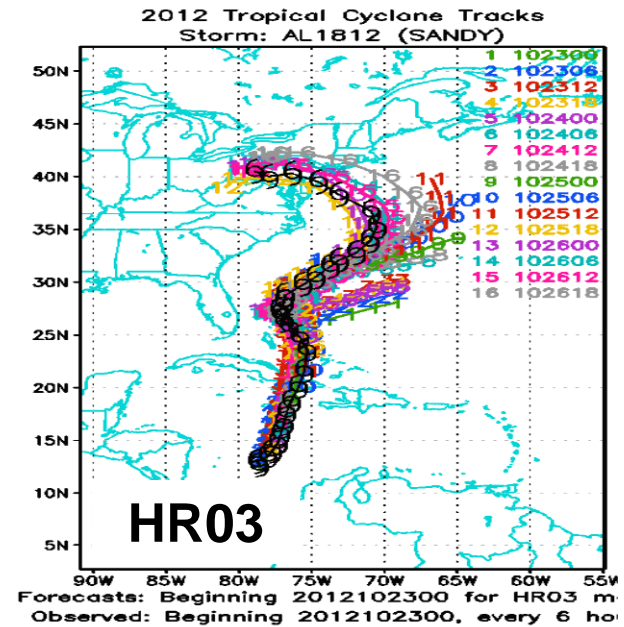 2012 Tropical Cyclone Tracks
Storm: AL1812 (SANDY)
1 102300
2 102306
3 102312
4 102318
5 102400
6 102406
7 102412
8 102418
9 102500
10 102506
11 102512
12 102518
13 102600
14 102606
15 102612
16 102618
50N
45N
40N
35N
30N
25N
20N
15N
10N
5N
HR03
90W 85W 80W 75W 70W 65W 60W 55W
Forecasts: Beginning 2012102300 for HR03 m
Observed: Beginning 2012102300, every 6 hou